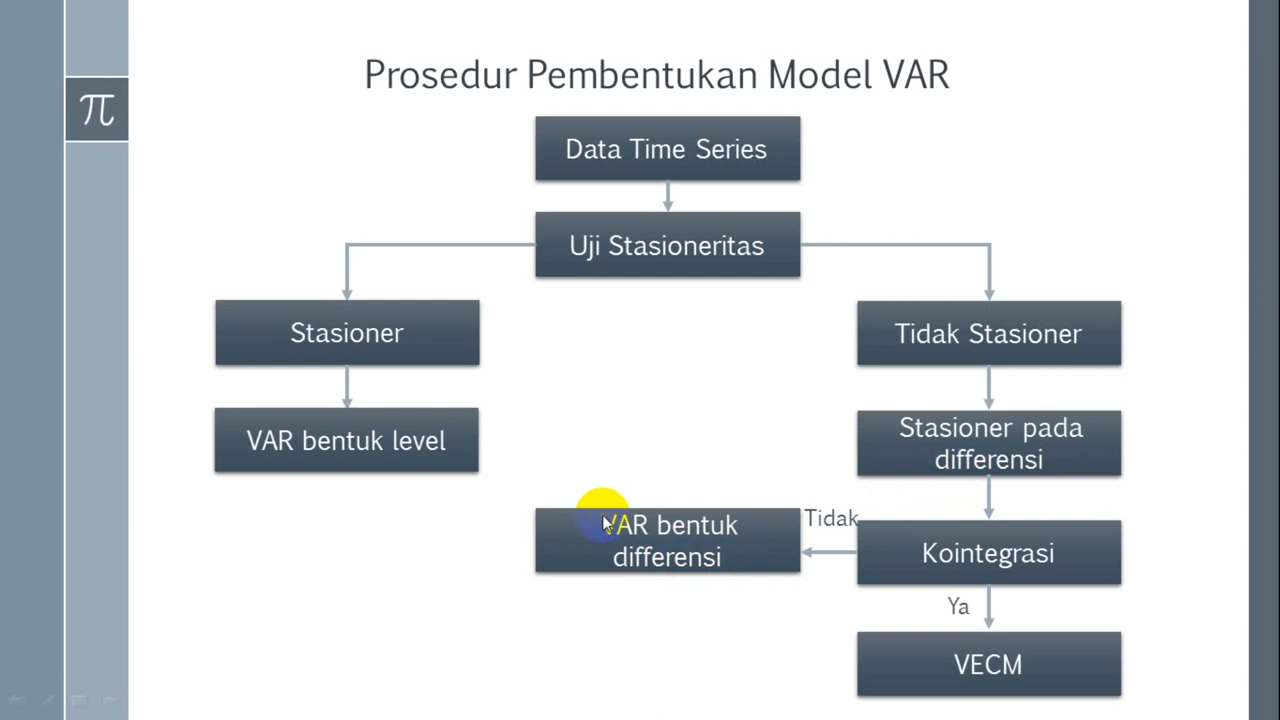 Prosedur Pembentukan Model VAR
π
Data Time Series
Uji Stasioneritas
Stasioner
Tidak Stasioner
VAR bentuk level
Stasioner pada
differensi
VAR bentuk
differensi
Tidak
Kointegrasi
Ya
VECM